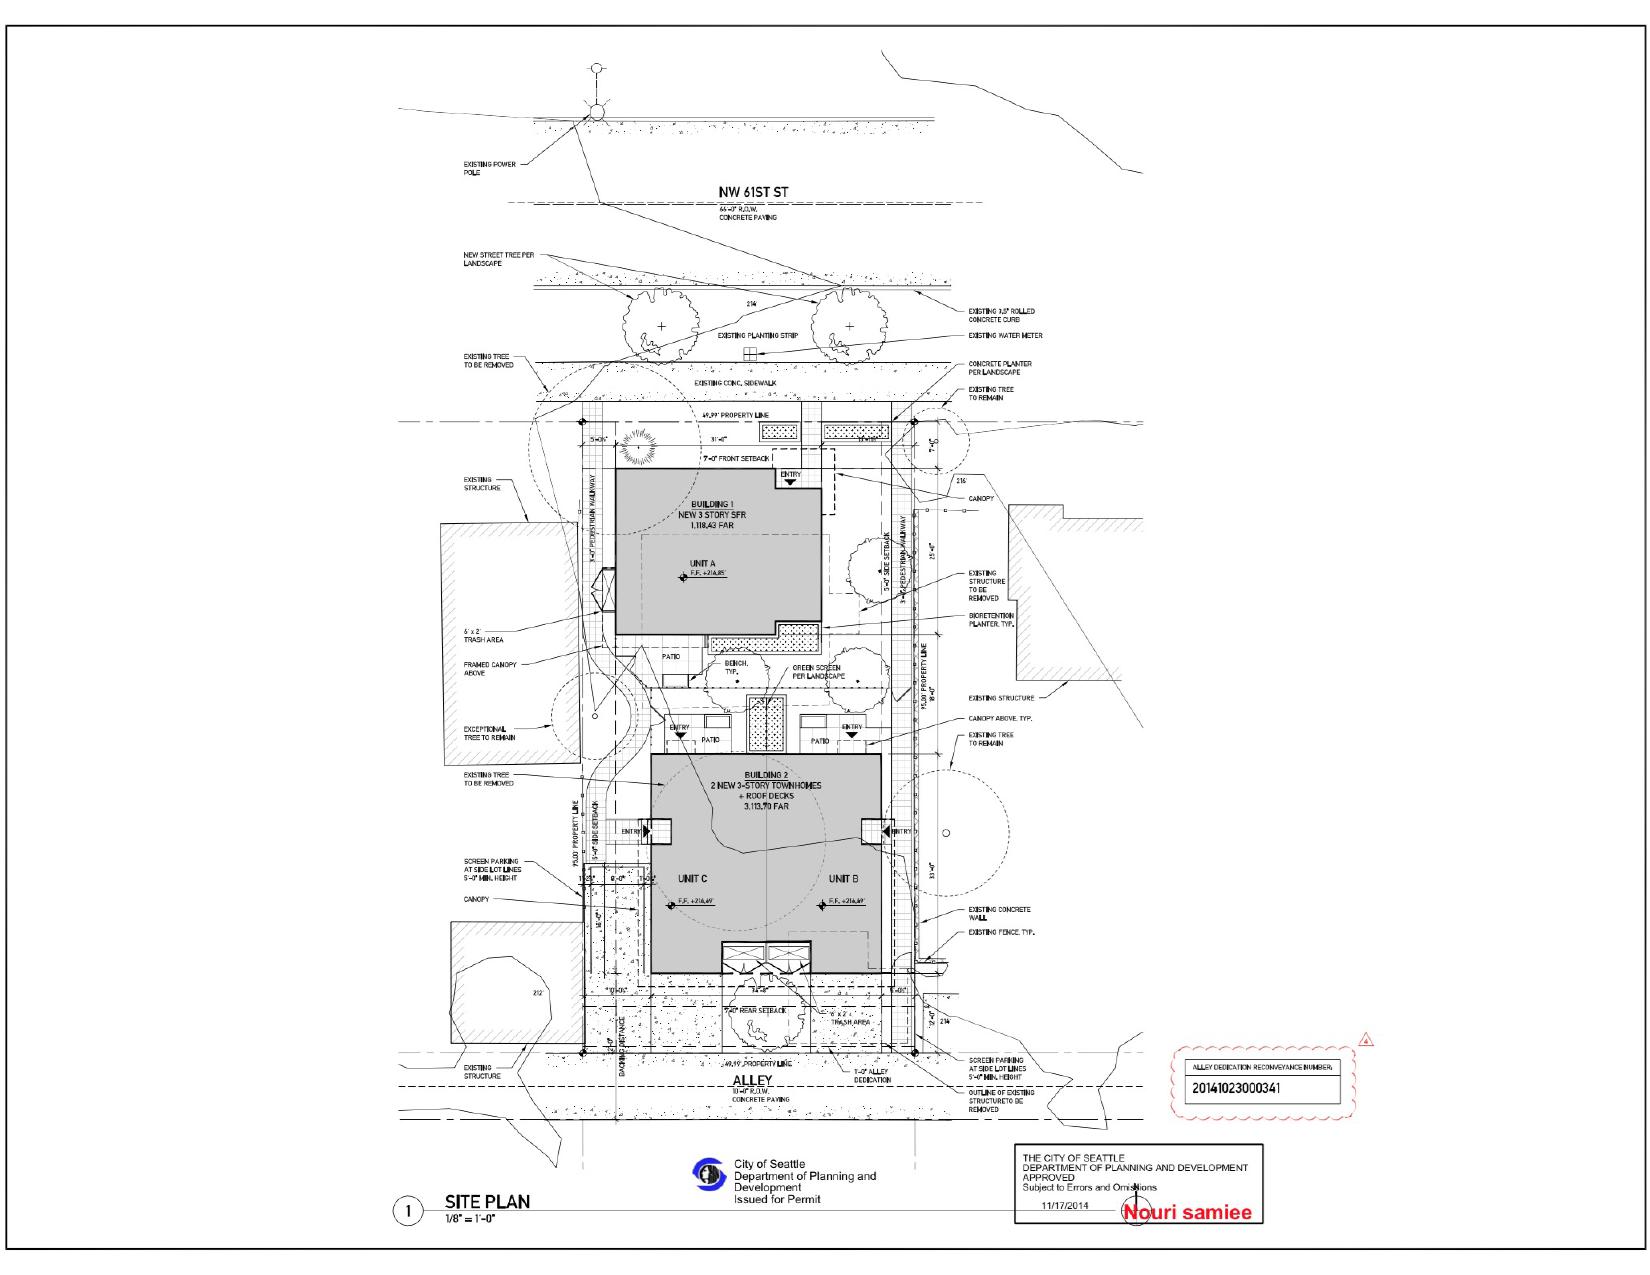 EXISTING POWER
POLE
NW 61ST ST
66'-0" R.O.W.
CONCRETE PAVING
NEW STREET TREE PER
LANDSCAPE
214'
EXISTING 3.5" ROLLED
CONCRETE CURB
EXISTING PLANTING STRIP
EXISTING WATER METER
EXISTING TREE
TO BE REMOVED
CONCRETE PLANTER
PER LANDSCAPE
EXISTING CONC. SIDEWALK
EXISTING TREE
TO REMAIN
49.99' PROPERTY LINE
31'-0"
7'-0"
7'-0" FRONT SETBACK
ENTRY
EXISTING
STRUCTURE
216'
CANOPY
BUILDING 1
NEW 3 STORY SFR
1,118.43 FAR
3'-0" PEDESTRIAN WALKWAY
5'-0" SIDE SETBACK
3'-0" PEDESTRIAN WALKWAY
25'-0"
UNIT A
F.F. +216.85'
EXISTING
STRUCTURE
TO BE
REMOVED
BIORETENTION
PLANTER, TYP.
6' x 2'
TRASH AREA
FRAMED CANOPY
ABOVE
PATIO
BENCH,
TYP.
GREEN SCREEN
PER LANDSCAPE
95.00' PROPERTY LINE
18'-0"
EXISTING STRUCTURE
CANOPY ABOVE, TYP.
EXCEPTIONAL
TREE TO REMAIN
ENTRY
PATIO
PATIO
ENTRY
EXISTING TREE
TO REMAIN
EXISTING TREE
TO BE REMOVED
BUILDING 2
2 NEW 3-STORY TOWNHOMES
+ ROOF DECKS
3,113.70 FAR
95.00' PROPERTY LINE
5'-0" SIDE SETBACK
ENTRY
ENTRY
SCREEN PARKING
AT SIDE LOT LINES
5'-0" MIN. HEIGHT
33'-0"
UNIT C
UNIT B
CANOPY
F.F. +216.69'
F.F. +216.69'
EXISTING CONCRETE
WALL
EXISTING FENCE, TYP.
212'
34'-8"
7'-0" REAR SETBACK
6' x 2'
TRASH AREA
12'-0"
214'
BACKING DISTANCE
EXISTING
STRUCTURE
49.99' PROPERTY LINE
1'-0" ALLEY
DEDICATION
SCREEN PARKING
AT SIDE LOT LINES
5'-0" MIN. HEIGHT
ALLEY
10'-0" R.O.W.
CONCRETE PAVING
OUTLINE OF EXISTING
STRUCTURE TO BE
REMOVED
4
ALLEY DEDICATION RECONVEYANCE NUMBER:
20141023000341
City of Seattle
Department of Planning and
Development
Issued for Permit
THE CITY OF SEATTLE
DEPARTMENT OF PLANNING AND DEVELOPMENT
APPROVED
Subject to Errors and Omissions
11/17/2014
N
Nouri samiee
1
SITE PLAN
1/8" = 1'-0"